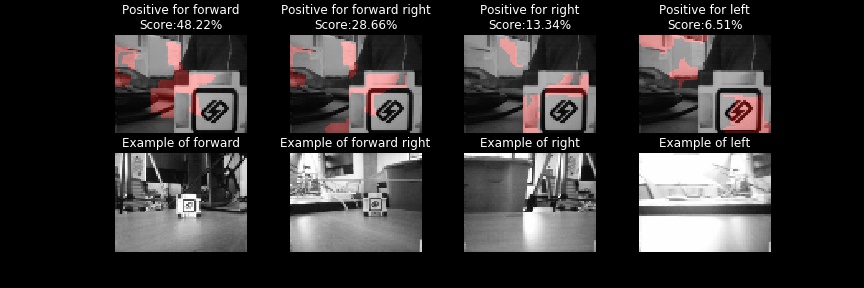 Positive for forward
Score:48.22%
Positive for forward right
Score:28.66%
Positive for right
Score:13.34%
Positive for left
Score:6.51%
Example of forward
Example of forward right
Example of right
Example of left